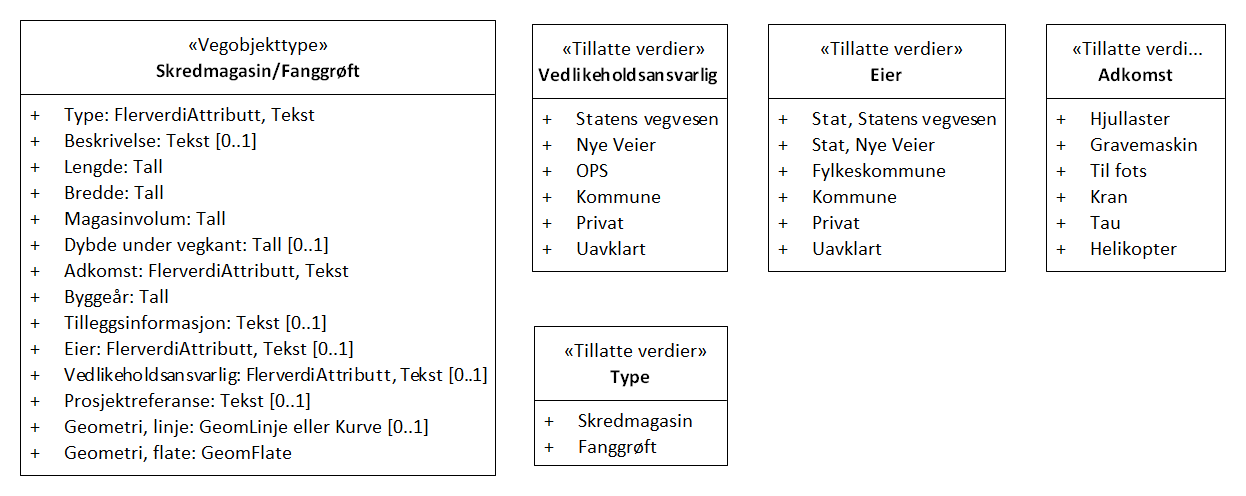 «Vegobjekttype»
Skredmagasin/Fanggrøft
+ Type: FlerverdiAttributt, Tekst
+ Beskrivelse: Tekst [0..1]
+ Lengde: Tall
+ Bredde: Tall
+ Magasinvolum: Tall
+ Dybde under vegkant: Tall [0..1]
+ Adkomst: FlerverdiAttributt, Tekst
+ Byggeår: Tall
+ Tilleggsinformasjon: Tekst [0..1]
+ Eier: FlerverdiAttributt, Tekst [0..1]
+ Vedlikeholdsansvarlig: FlerverdiAttributt, Tekst [0..1]
+ Prosjektreferanse: Tekst [0..1]
+ Geometri, linje: GeomLinje eller Kurve [0..1]
+ Geometri, flate: GeomFlate
«Tillatte verdier»
Vedlikeholdsansvarlig
+ Statens vegvesen
+ Nye Veier
+ OPS
+ Kommune
+ Privat
+ Uavklart
«Tillatte verdier»
Eier
+ Stat, Statens vegvesen
+ Stat, Nye Veier
+ Fylkeskommune
+ Kommune
+ Privat
+ Uavklart
«Tillatte verdi...
Adkomst
+ Hjullaster
+ Gravemaskin
+ Til fots
+ Kran
+ Tau
+ Helikopter
«Tillatte verdier»
Type
+ Skredmagasin
+ Fanggrøft